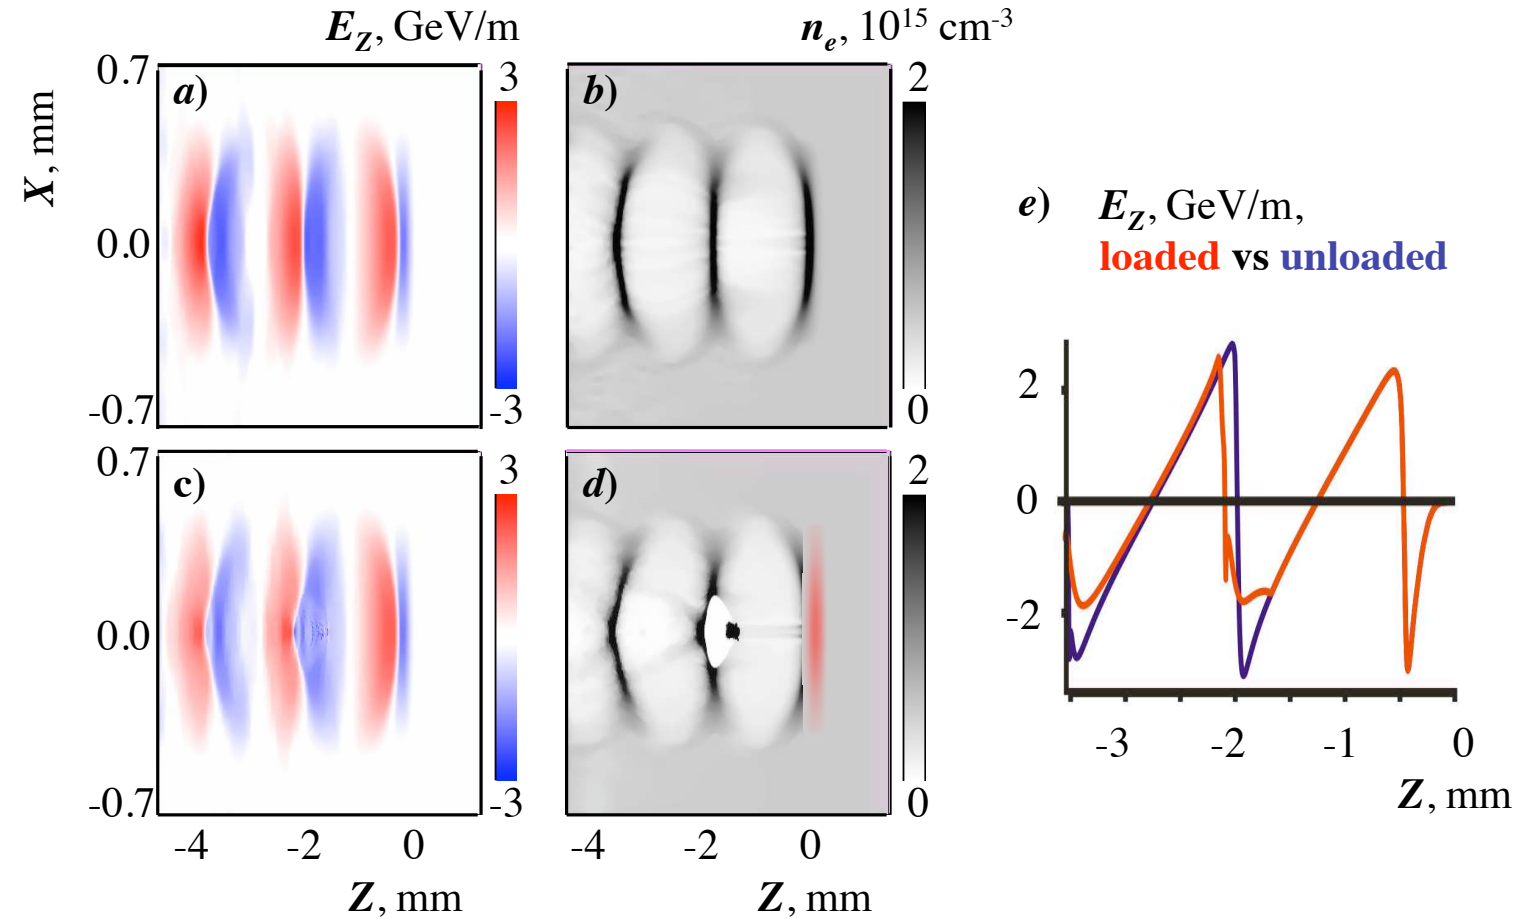 E_Z, GeV/m
n_e, 10^15 cm^-3
a)
b)
0.7
0.0
-0.7
X, mm
3
-3
2
0
c)
d)
0.7
0.0
-0.7
3
-3
2
0
-4 -2 0
-4 -2 0
Z, mm
Z, mm
e) E_Z, GeV/m,
loaded vs unloaded
2
0
-2
-3 -2 -1 0
Z, mm